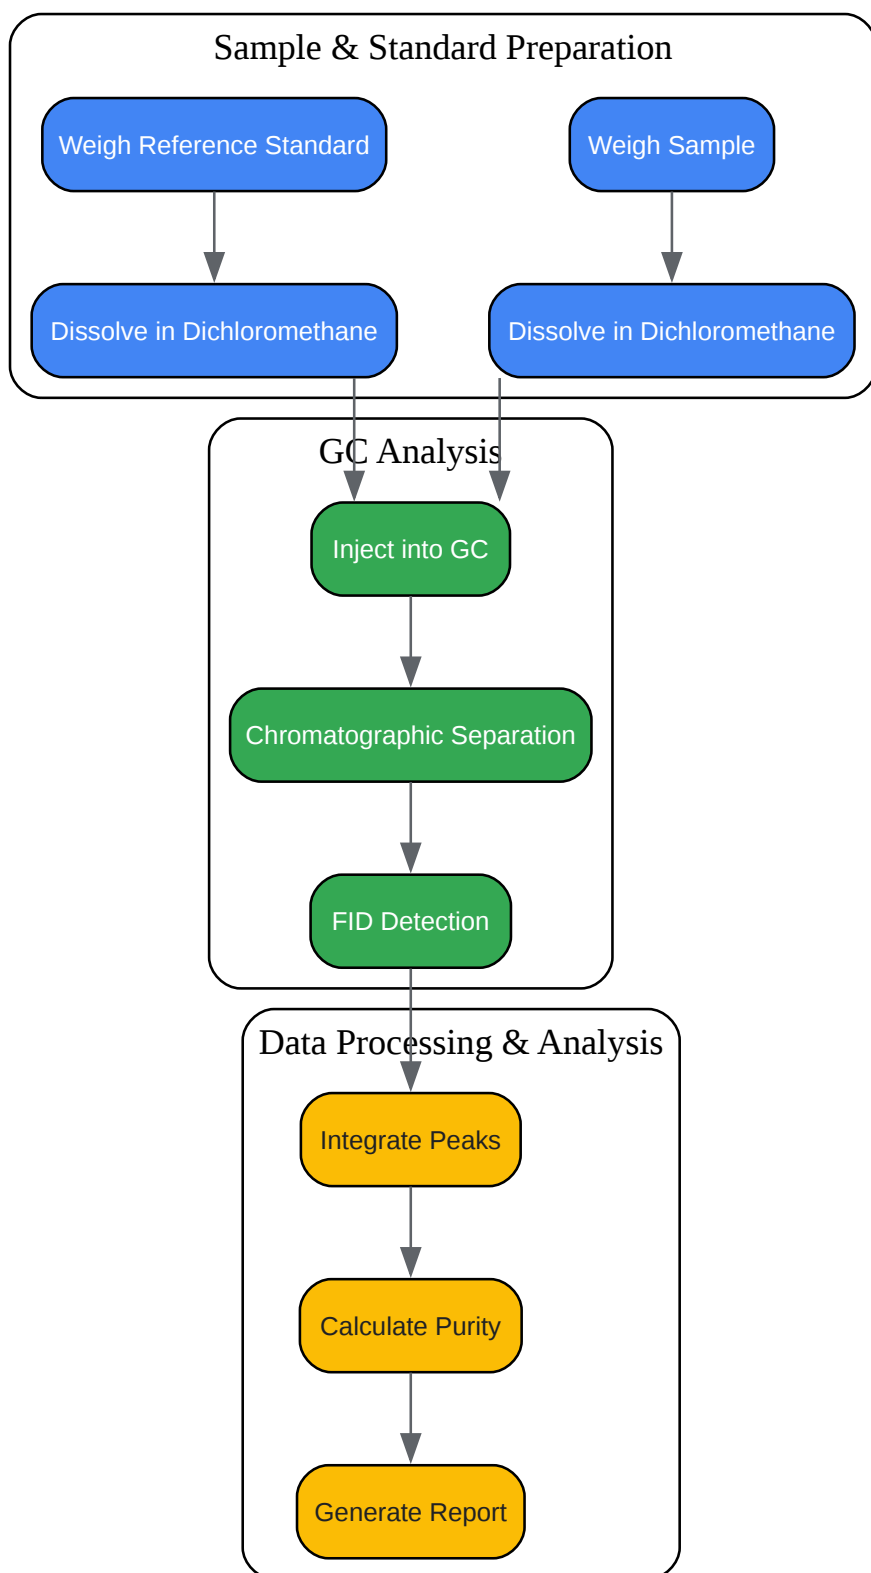 Sample & Standard Preparation
Weigh Reference Standard
Weigh Sample
Dissolve in Dichloromethane
Dissolve in Dichloromethane
GC Analysis
Inject into GC
Chromatographic Separation
FID Detection
Data Processing & Analysis
Integrate Peaks
Calculate Purity
Generate Report